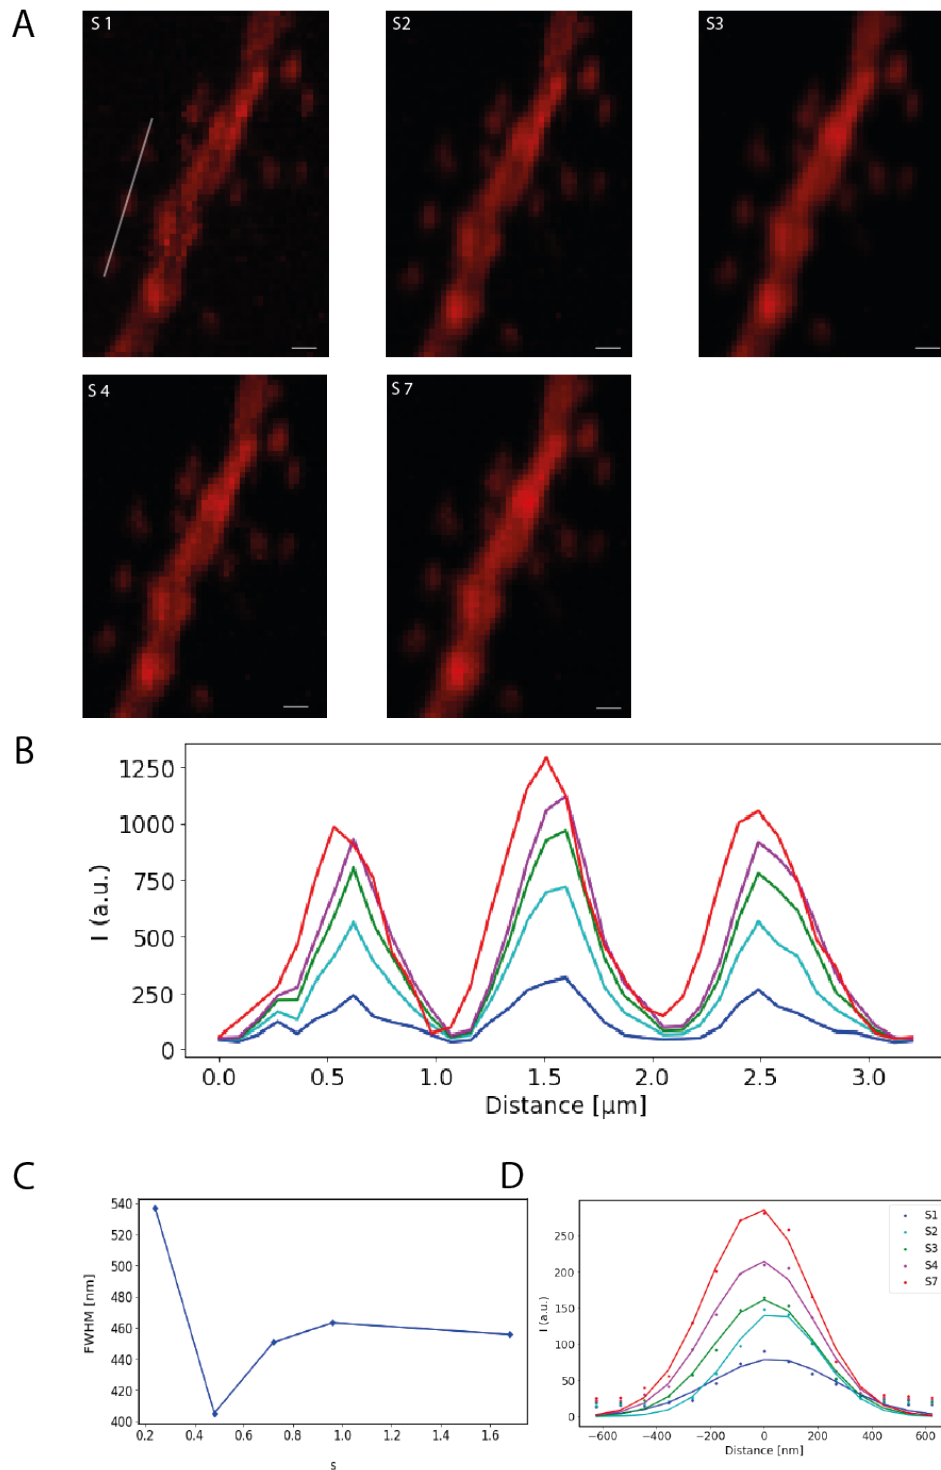 A
S 1
S2
S3
S 4
S 7
B
1250
1000
750
500
250
0
I (a.u.)
0.0 0.5 1.0 1.5 2.0 2.5 3.0
Distance [μm]
C
540
520
500
480
460
440
420
400
FWHM [nm]
0.2 0.4 0.6 0.8 1.0 1.2 1.4 1.6
s
D
250
200
150
100
50
0
I (a.u.)
S1
S2
S3
S4
S7
−600 −400 −200 0 200 400 600
Distance [nm]